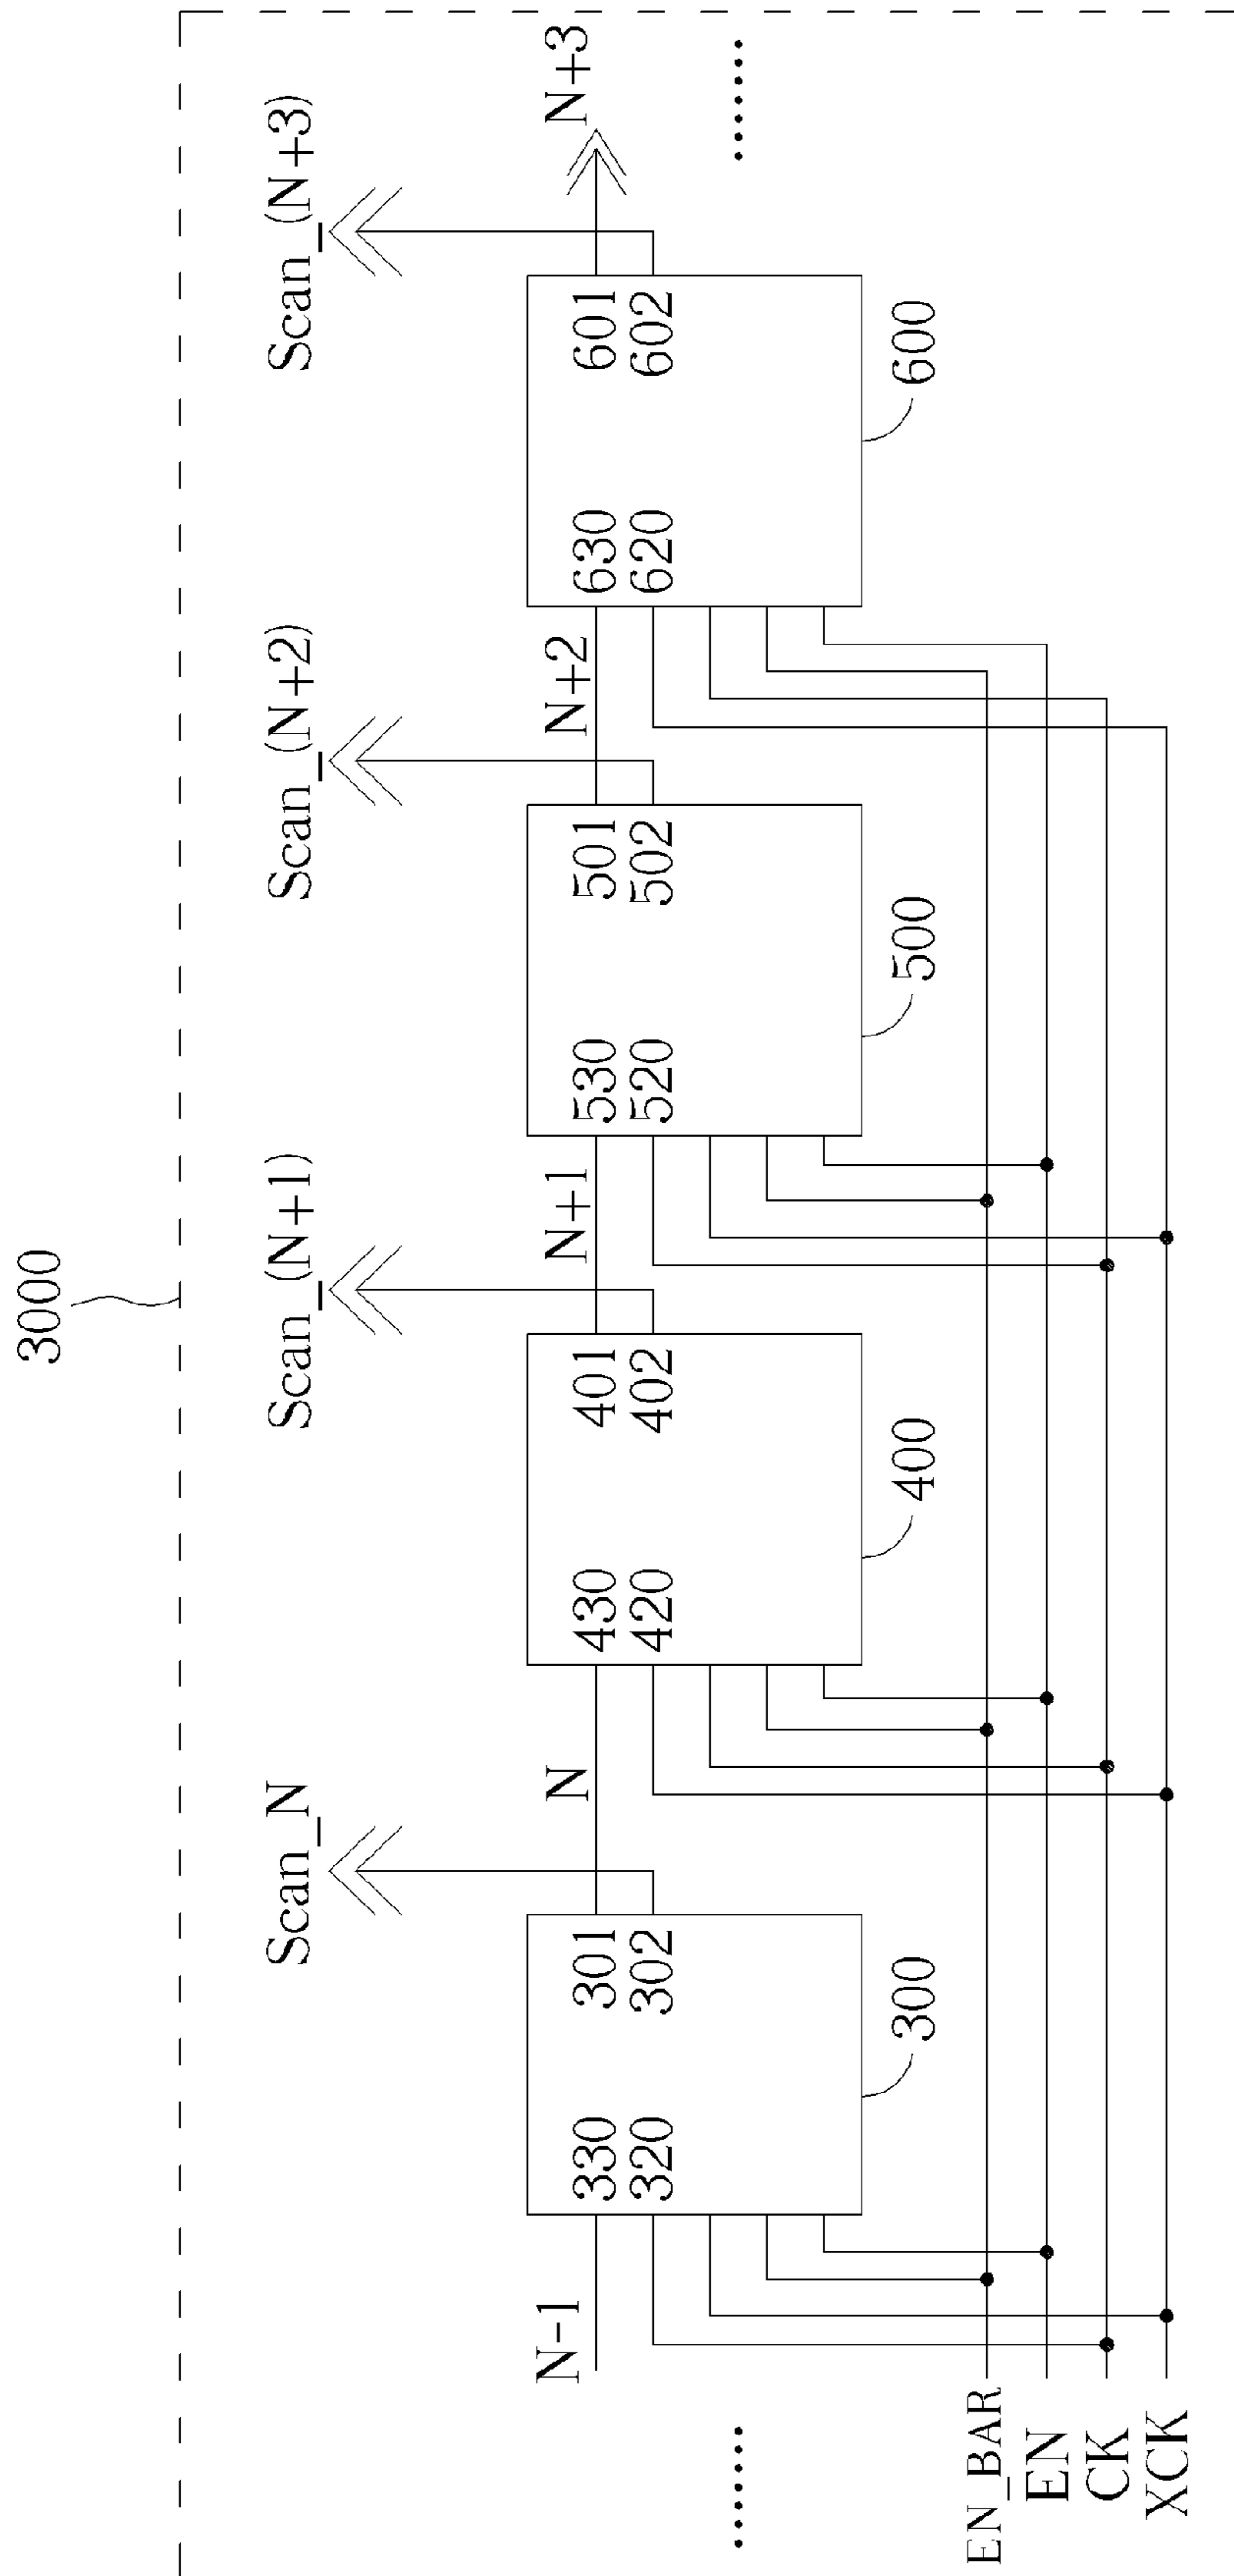 3000
Scan_N
Scan_(N+1)
Scan_(N+2)
Scan_(N+3)
N-1
N
N+1
N+2
N+3
330
301
430
401
530
501
630
601
320
302
420
402
520
502
620
602
300
400
500
600
EN_BAR
EN
CK
XCK